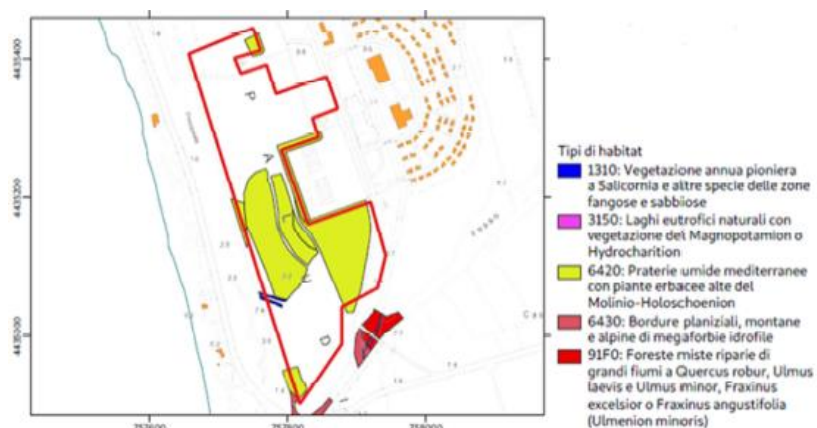 4435400
4435200
4435000
P
A
L
U
D
I
Tipi di habitat
1310: Vegetazione annua pioniera
a Salicornia e altre specie delle zone
fangose e sabbiose
3150: Laghi eutrofici naturali con
vegetazione del Magnopotamion o
Hydrocharition
6420: Praterie umide mediterranee
con piante erbacee alte del
Molinio-Holoschoenion
6430: Bordure planiziali, montane
e alpine di megaforbie idrofile
91F0: Foreste miste riparie di
grandi fiumi a Quercus robur, Ulmus
laevis e Ulmus minor, Fraxinus
excelsior o Fraxinus angustifolia
(Ulmenion minoris)